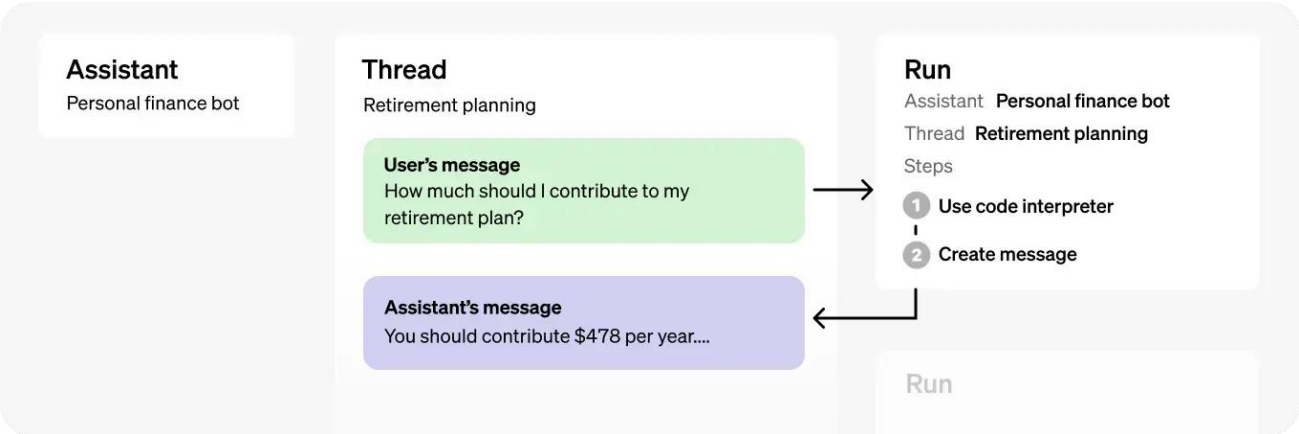 Assistant
Personal finance bot
Thread
Retirement planning
User’s message
How much should I contribute to my
retirement plan?
Assistant’s message
You should contribute $478 per year....
Run
Assistant Personal finance bot
Thread Retirement planning
Steps
1 Use code interpreter
2 Create message
Run